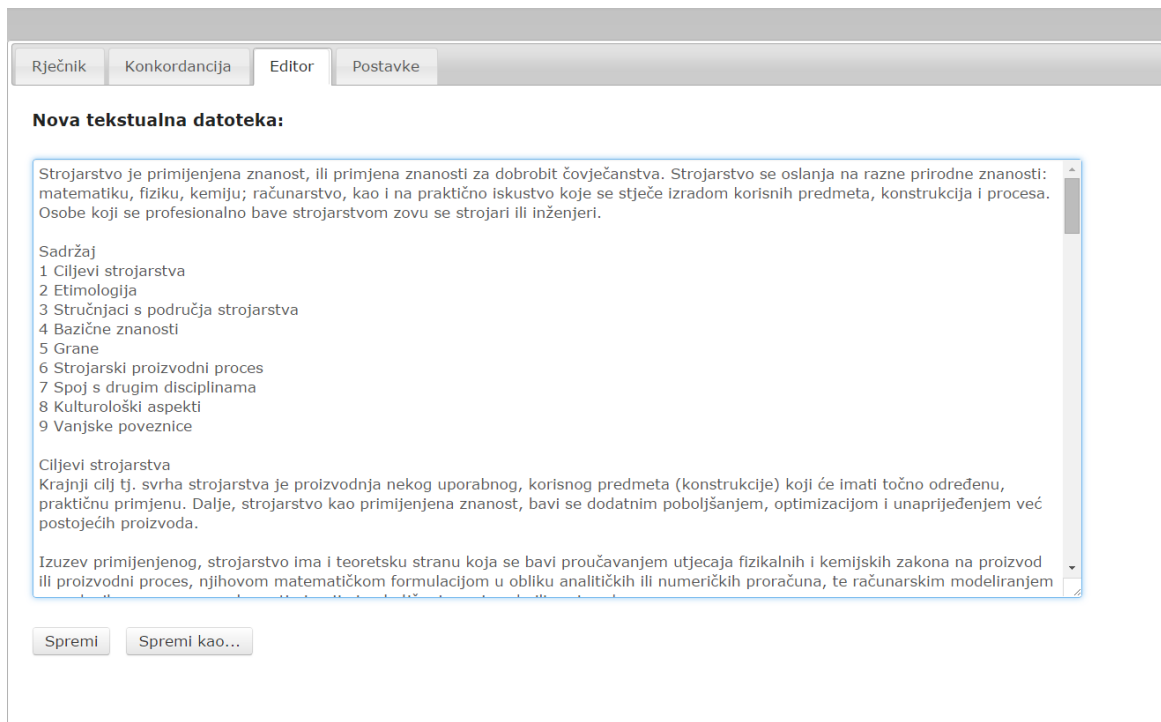 Rječnik Konkordancija Editor Postavke
Nova tekstualna datoteka:
Strojarstvo je primijenjena znanost, ili primjena znanosti za dobrobit čovječanstva. Strojarstvo se oslanja na razne prirodne znanosti:
matematiku, fiziku, kemiju; računarstvo, kao i na praktično iskustvo koje se stječe izradom korisnih predmeta, konstrukcija i procesa.
Osobe koji se profesionalno bave strojarstvom zovu se strojari ili inženjeri.
Sadržaj
1 Ciljevi strojarstva
2 Etimologija
3 Stručnjaci s područja strojarstva
4 Bazične znanosti
5 Grane
6 Strojarski proizvodni proces
7 Spoj s drugim disciplinama
8 Kulturološki aspekti
9 Vanjske poveznice
Ciljevi strojarstva
Krajnji cilj tj. svrha strojarstva je proizvodnja nekog uporabnog, korisnog predmeta (konstrukcije) koji će imati točno određenu,
praktičnu primjenu. Dalje, strojarstvo kao primijenjena znanost, bavi se dodatnim poboljšanjem, optimizacijom i unaprijeđenjem već
postojećih proizvoda.
Izuzev primijenjenog, strojarstvo ima i teoretsku stranu koja se bavi proučavanjem utjecaja fizikalnih i kemijskih zakona na proizvod
ili proizvodni proces, njihovom matematičkom formulacijom u obliku analitičkih ili numeričkih proračuna, te računarskim modeliranjem
Spremi Spremi kao...